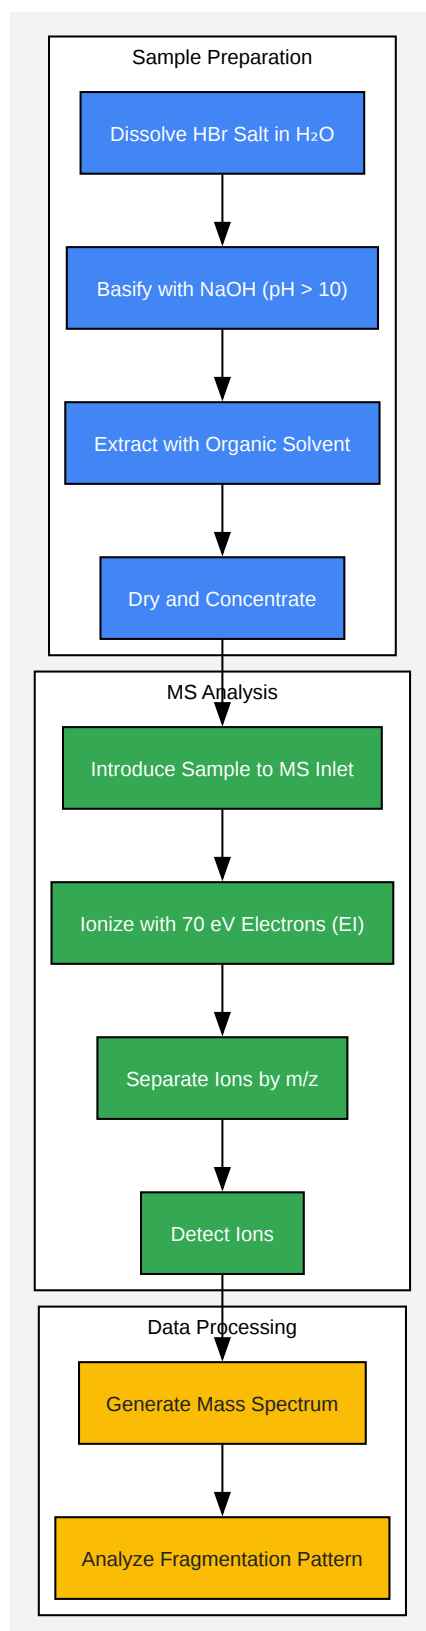 Sample Preparation
Dissolve HBr Salt in H₂O
Basify with NaOH (pH > 10)
Extract with Organic Solvent
Dry and Concentrate
MS Analysis
Introduce Sample to MS Inlet
Ionize with 70 eV Electrons (EI)
Separate Ions by m/z
Detect Ions
Data Processing
Generate Mass Spectrum
Analyze Fragmentation Pattern